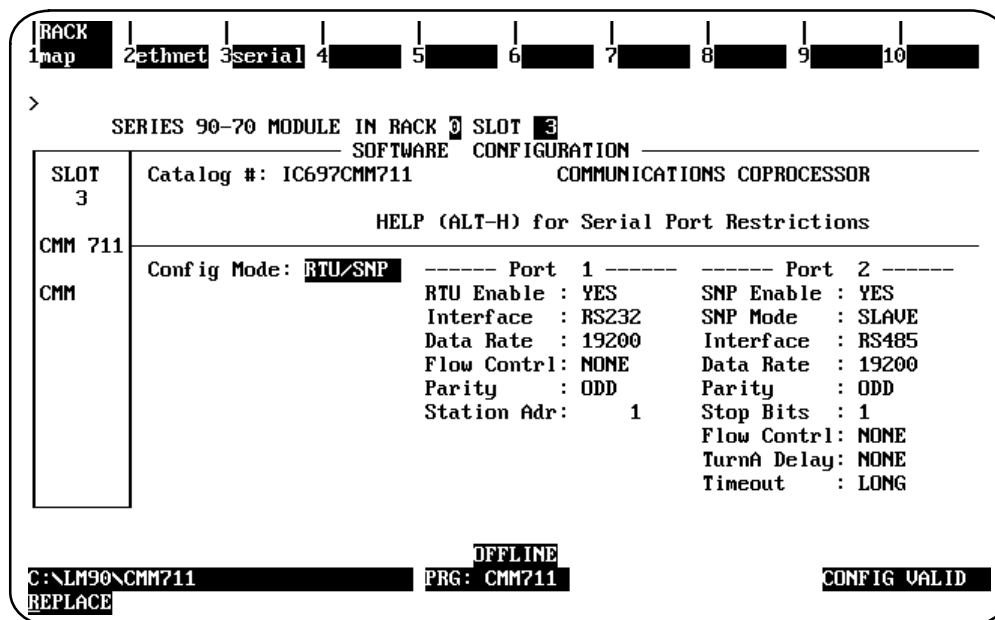 RACK
1map 2ethnet 3serial 4 5 6 7 8 9 10
>
SERIES 90-70 MODULE IN RACK 0 SLOT 3
SOFTWARE CONFIGURATION
SLOT Catalog #: IC697CMM711 COMMUNICATIONS COPROCESSOR
3
HELP (ALT-H) for Serial Port Restrictions
CMM 711
Config Mode: RTU/SNP ------ Port 1 ------ ------ Port 2 ------
CMM RTU Enable : YES SNP Enable : YES
Interface : RS232 SNP Mode : SLAVE
Data Rate : 19200 Interface : RS485
Flow Contrl: NONE Data Rate : 19200
Parity : ODD Parity : ODD
Station Adr: 1 Stop Bits : 1
Flow Contrl: NONE
TurnA Delay: NONE
Timeout : LONG
OFFLINE
C:\LM90\CMM711 PRG: CMM711 CONFIG VALID
REPLACE